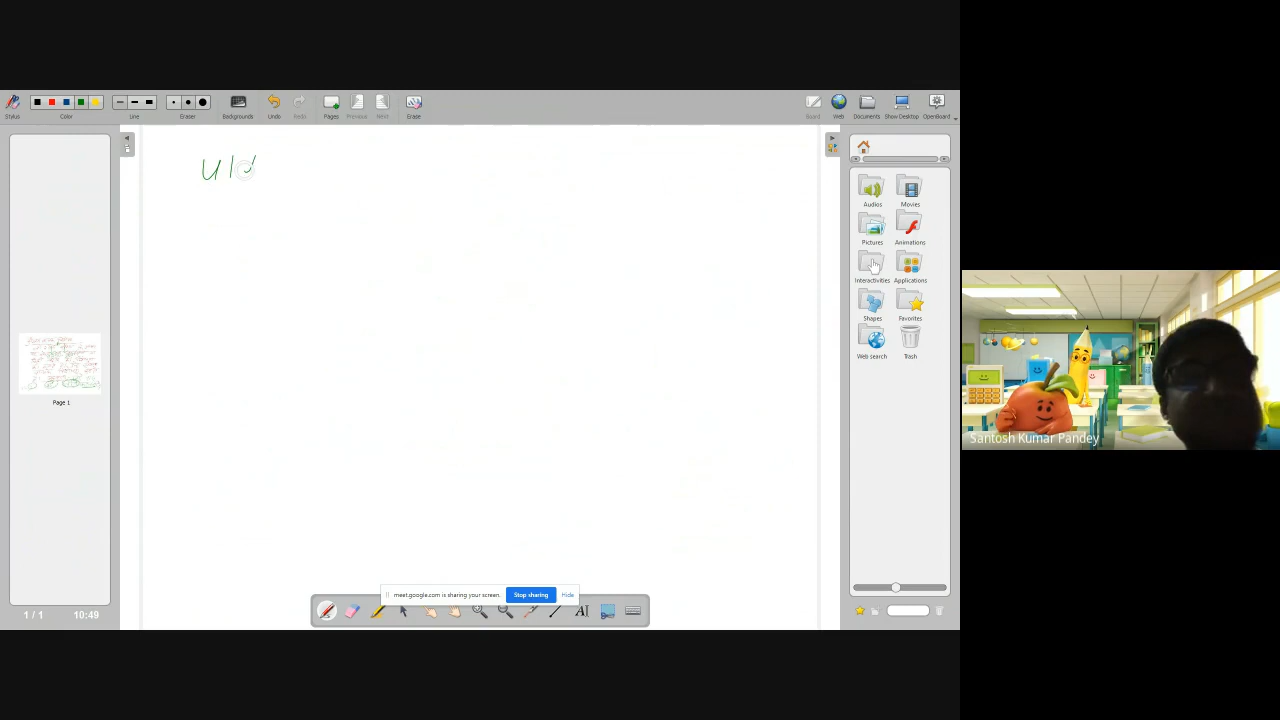 Stylus
Color
Line
Eraser
Backgrounds
Undo
Redo
Pages
Previous
Next
Erase
Board
Web
Documents
Show Desktop
OpenBoard
Audios
Movies
Pictures
Animations
Interactivities
Applications
Shapes
Favorites
Web search
Trash
Page 1
Santosh Kumar Pandey
meet.google.com is sharing your screen.
Stop sharing
Hide
1 / 1
10:49